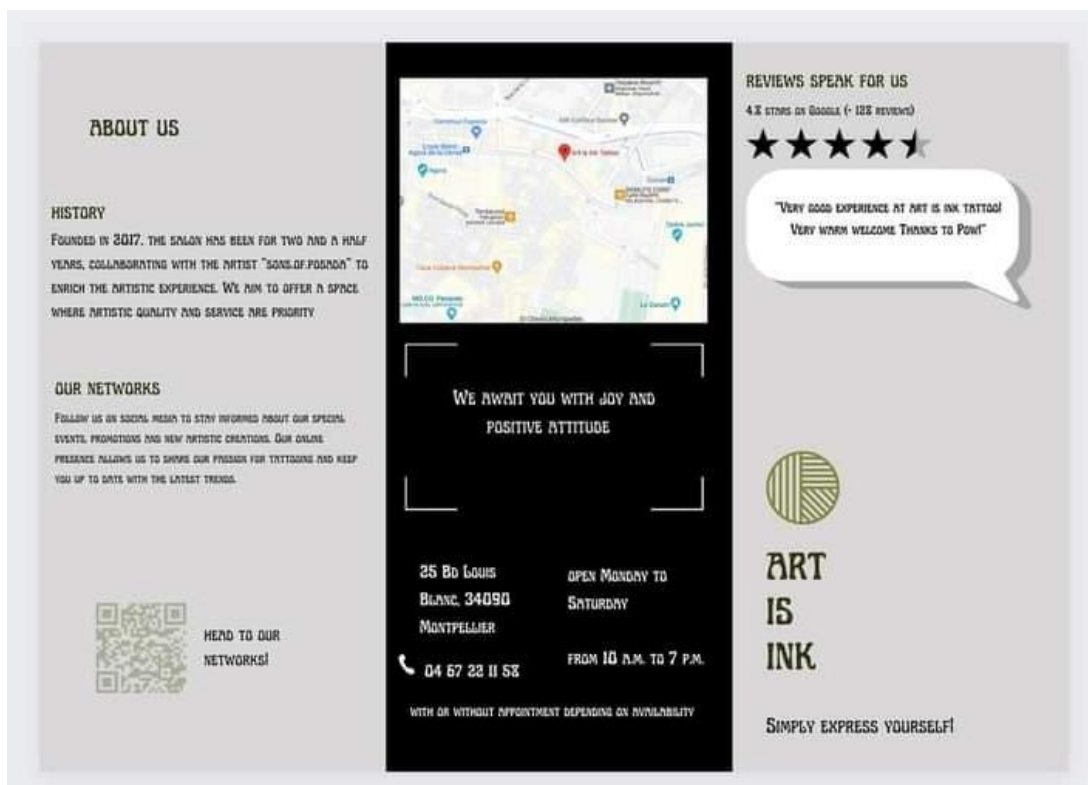 ABOUT US
HISTORY
FOUNDED IN 2017, THE SALON HAS BEEN FOR TWO AND A HALF
YEARS, COLLABORATING WITH THE ARTIST "SONS.OF.POSADA" TO
ENRICH THE ARTISTIC EXPERIENCE. WE AIM TO OFFER A SPACE
WHERE ARTISTIC QUALITY AND SERVICE ARE PRIORITY
OUR NETWORKS
FOLLOW US ON SOCIAL MEDIA TO STAY INFORMED ABOUT OUR SPECIAL
EVENTS, PROMOTIONS AND NEW ARTISTIC CREATIONS. OUR ONLINE
PRESENCE ALLOWS US TO SHARE OUR PASSION FOR TATTOOING AND KEEP
YOU UP TO DATE WITH THE LATEST TRENDS.
HEAD TO OUR
NETWORKS!
Art is Ink Tattoo
WE AWAIT YOU WITH JOY AND
POSITIVE ATTITUDE
25 BD LOUIS
BLANC, 34090
MONTPELLIER
04 67 22 11 58
OPEN MONDAY TO
SATURDAY
FROM 10 A.M. TO 7 P.M.
WITH OR WITHOUT APPOINTMENT DEPENDING ON AVAILABILITY
REVIEWS SPEAK FOR US
4.8 STARS ON GOOGLE (+ 128 REVIEWS)
"VERY GOOD EXPERIENCE AT ART IS INK TATTOO!
VERY WARM WELCOME THANKS TO POW!"
ART
IS
INK
SIMPLY EXPRESS YOURSELF!